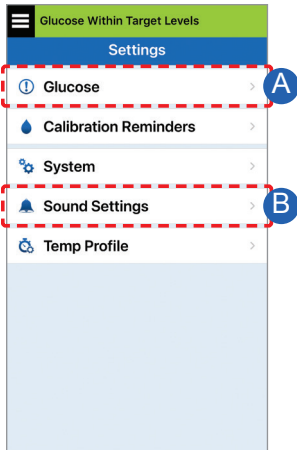 Glucose Within Target Levels
Settings
Glucose
A
Calibration Reminders
System
Sound Settings
B
Temp Profile